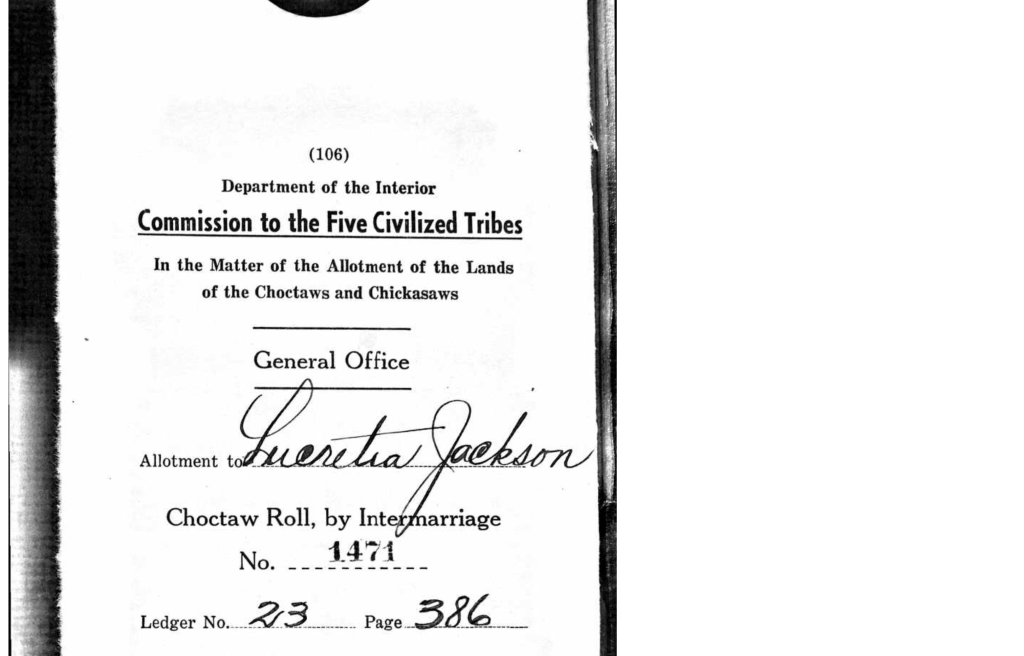 (106)
Department of the Interior
Commission to the Five Civilized Tribes
In the Matter of the Allotment of the Lands
of the Choctaws and Chickasaws
General Office
Allotment to Lucretia Jackson
Choctaw Roll, by Intermarriage
No. 1471
Ledger No. 23 Page 386